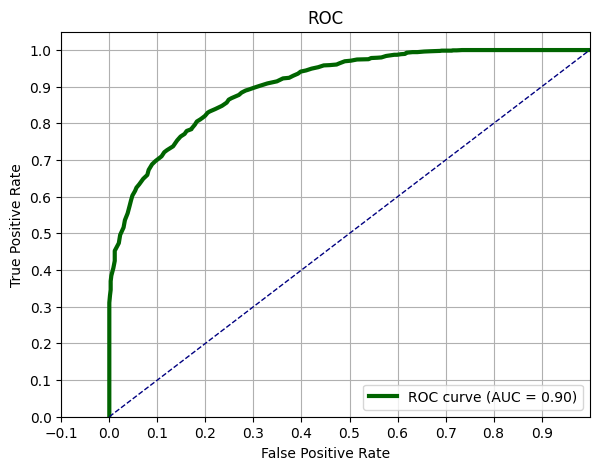 ROC
True Positive Rate
1.0
0.9
0.8
0.7
0.6
0.5
0.4
0.3
0.2
0.1
0.0
ROC curve (AUC = 0.90)
-0.1 0.0 0.1 0.2 0.3 0.4 0.5 0.6 0.7 0.8 0.9
False Positive Rate